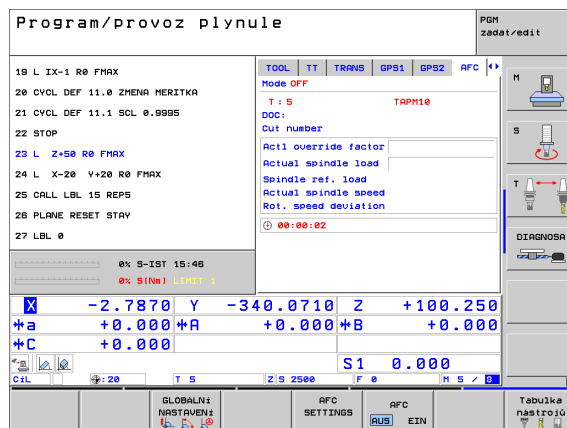 Program/provoz plynule
PGM
zadat/edit
19 L IX-1 R0 FMAX
20 CYCL DEF 11.0 ZMENA MERITKA
21 CYCL DEF 11.1 SCL 0.9995
22 STOP
23 L Z+50 R0 FMAX
24 L X-20 Y+20 R0 FMAX
25 CALL LBL 15 REP5
26 PLANE RESET STAY
27 LBL 0
0% S-IST 15:46
0% S[Nm] LIMIT 1
TOOL TT TRANS GPS1 GPS2 AFC
Mode OFF
T : 5 TAPM10
DOC:
Cut number
Actl override factor
Actual spindle load
Spindle ref. load
Actual spindle speed
Rot. speed deviation
00:00:02
M
S
T
DIAGNOSA
X -2.7870 Y -340.0710 Z +100.250
a +0.000 A +0.000 B +0.000
C +0.000
S1 0.000
CíL : 20 T 5 Z S 2500 F 0 M 5 / 8
GLOBALNí
NASTAVENí
AFC
SETTINGS
AFC
AUS EIN
Tabulka
nástrojů